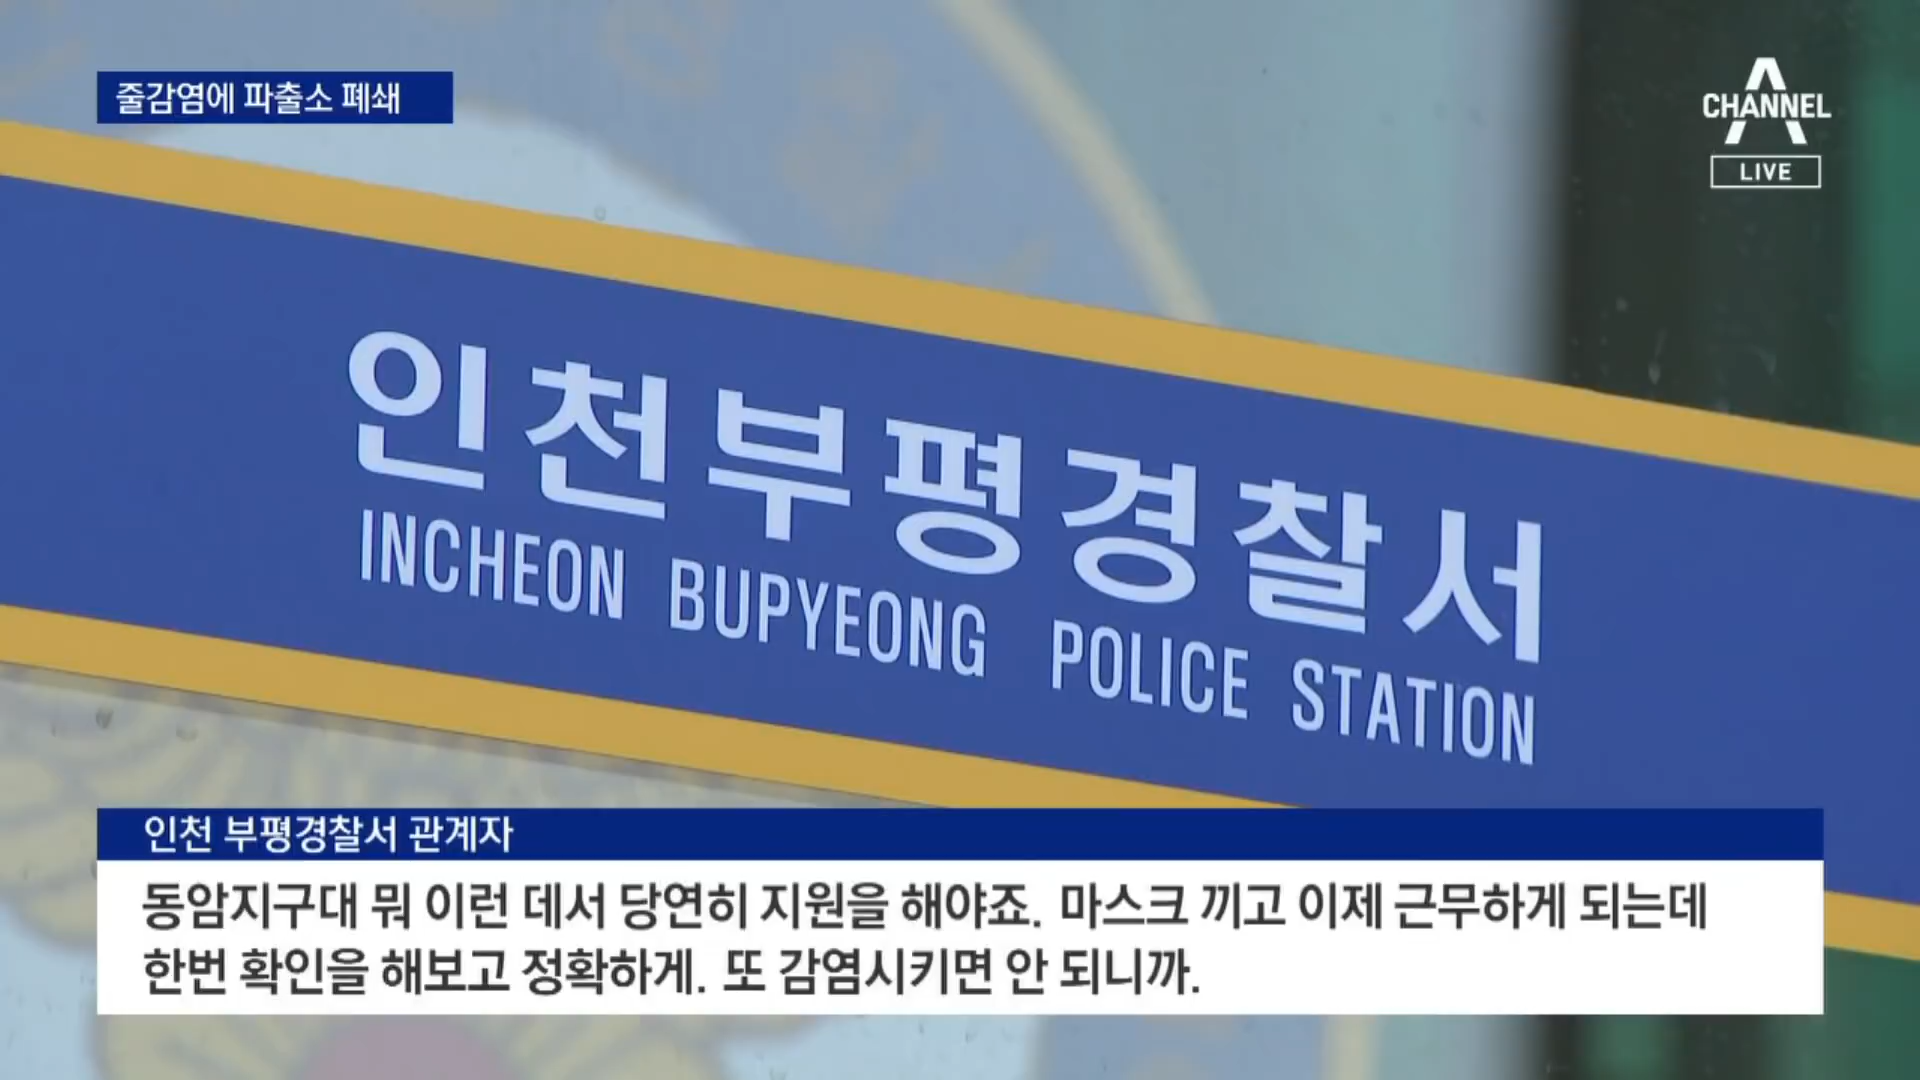 줄감염에 파출소 폐쇄
CHANNEL A
LIVE
인천부평경찰서
INCHEON BUPYEONG POLICE STATION
인천 부평경찰서 관계자
동암지구대 뭐 이런 데서 당연히 지원을 해야죠. 마스크 끼고 이제 근무하게 되는데
한번 확인을 해보고 정확하게. 또 감염시키면 안 되니까.